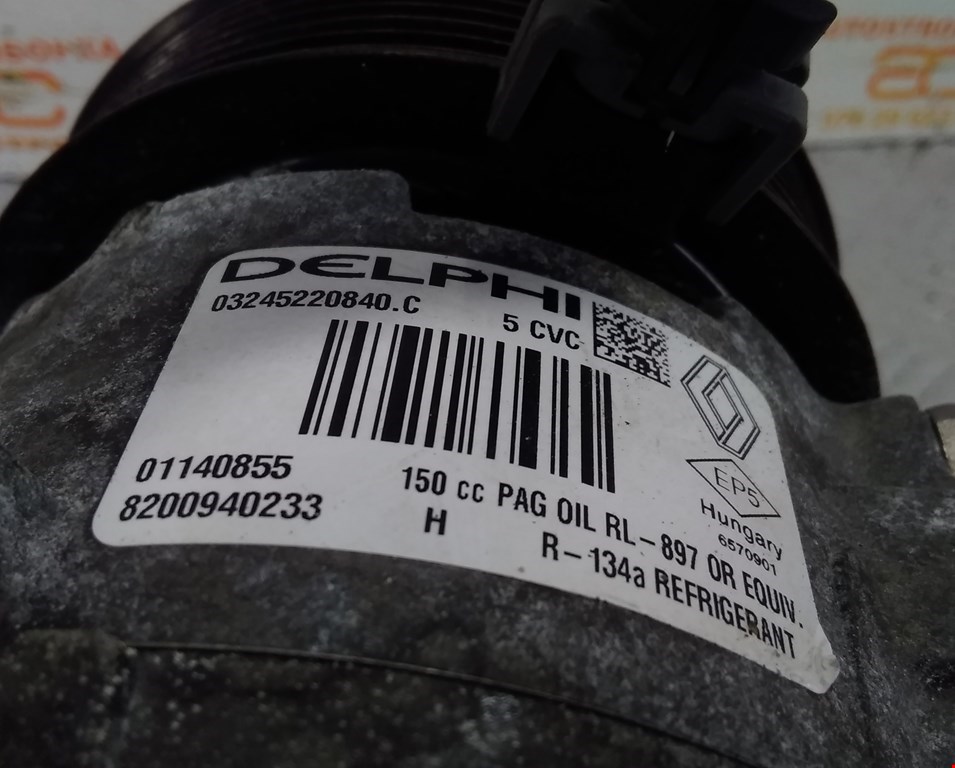 DELPHI
03245220840.C
5 CVC
01140855
8200940233
150 cc PAG OIL RL-897 OR EQUIV.
H
R-134a REFRIGERANT
EP5
Hungary
6570901